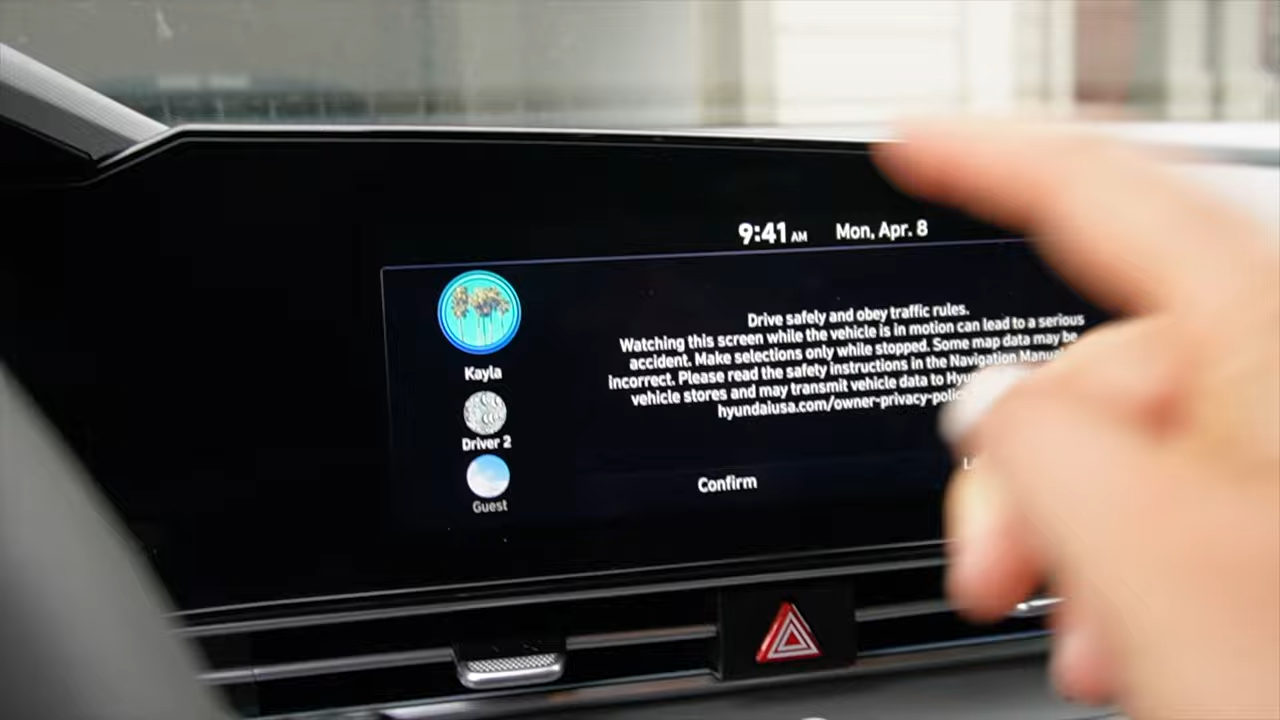 9:41 AM Mon, Apr. 8
Drive safely and obey traffic rules.
Watching this screen while the vehicle is in motion can lead to a serious
accident. Make selections only while stopped. Some map data may be
incorrect. Please read the safety instructions in the Navigation Manual
vehicle stores and may transmit vehicle data to Hyun
hyundaiusa.com/owner-privacy-polic
Kayla
Driver 2
Guest
Confirm